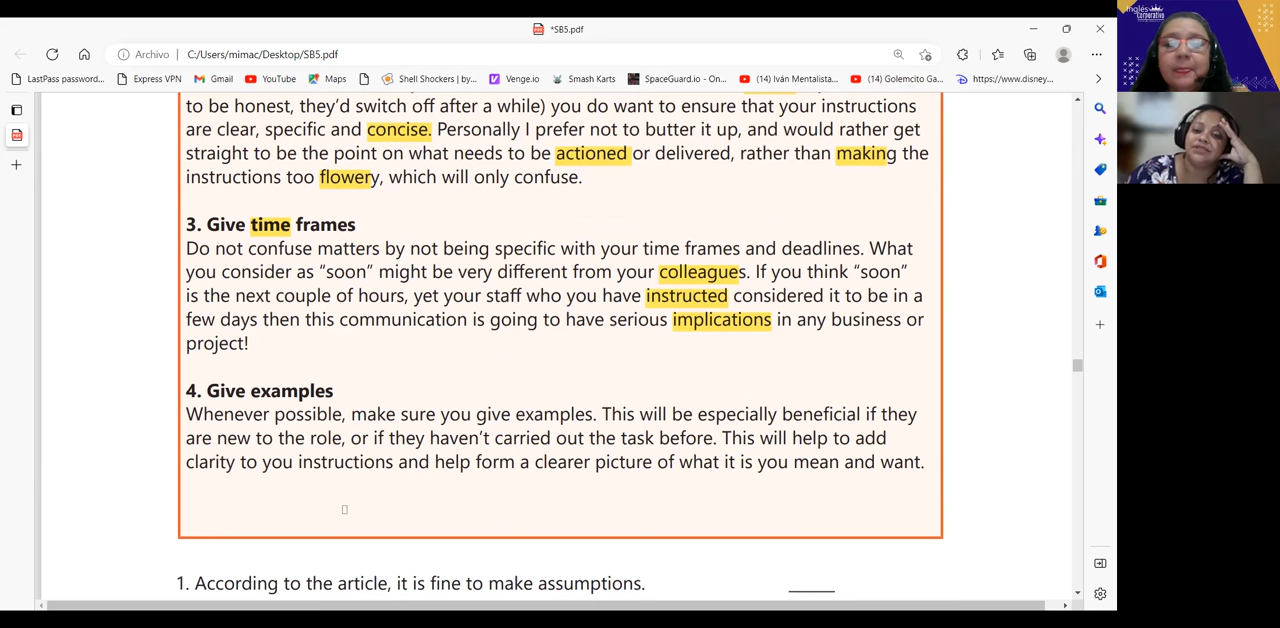 *SB5.pdf
Archivo | C:/Users/mimac/Desktop/SB5.pdf
LastPass password... Express VPN Gmail YouTube Maps Shell Shockers | by... Venge.io Smash Karts SpaceGuard.io - On... (14) Iván Mentalista... (14) Golemcito Ga... https://www.disney...
to be honest, they'd switch off after a while) you do want to ensure that your instructions
are clear, specific and concise. Personally I prefer not to butter it up, and would rather get
straight to be the point on what needs to be actioned or delivered, rather than making the
instructions too flowery, which will only confuse.
3. Give time frames
Do not confuse matters by not being specific with your time frames and deadlines. What
you consider as “soon” might be very different from your colleagues. If you think “soon”
is the next couple of hours, yet your staff who you have instructed considered it to be in a
few days then this communication is going to have serious implications in any business or
project!
4. Give examples
Whenever possible, make sure you give examples. This will be especially beneficial if they
are new to the role, or if they haven't carried out the task before. This will help to add
clarity to you instructions and help form a clearer picture of what it is you mean and want.
1. According to the article, it is fine to make assumptions. ______
Inglés
Corporativo